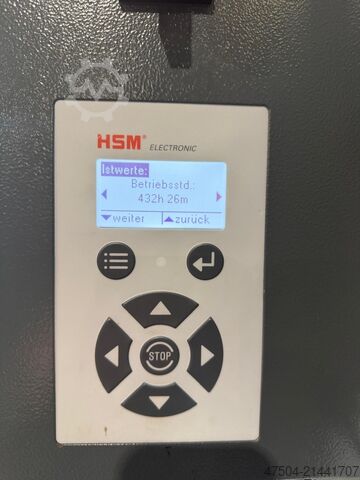 HSM® ELECTRONIC
Istwerte:
Betriebsstd.:
432h 26m
weiter zurück
STOP
47504-21441707